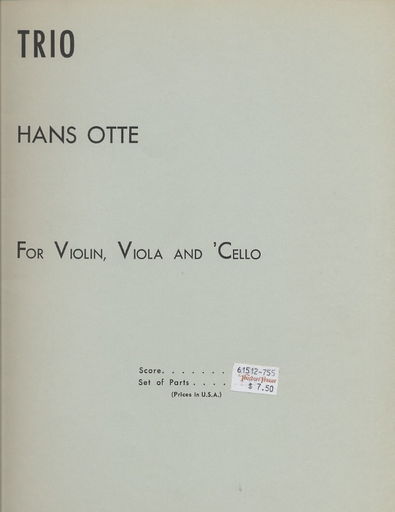 TRIO
HANS OTTE
FOR VIOLIN, VIOLA AND 'CELLO
Score. . . . . . .
Set of Parts . . . .
(Prices in U.S.A.)
61512-755
$ 7.50